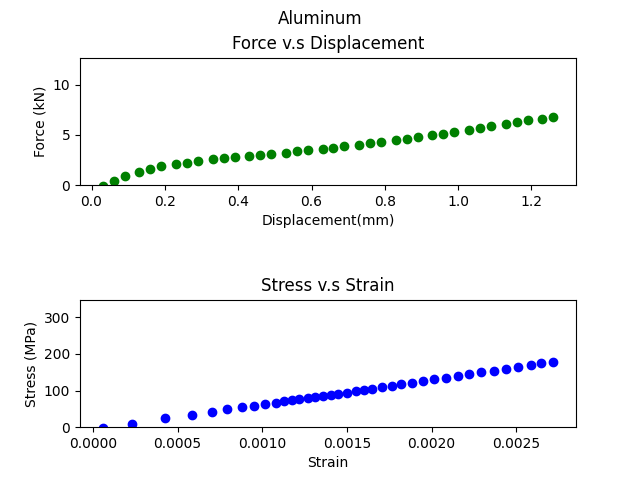 Aluminum
Force v.s Displacement
10
5
0
Force (kN)
0.0 0.2 0.4 0.6 0.8 1.0 1.2
Displacement(mm)
Stress v.s Strain
300
200
100
0
Stress (MPa)
0.0000 0.0005 0.0010 0.0015 0.0020 0.0025
Strain